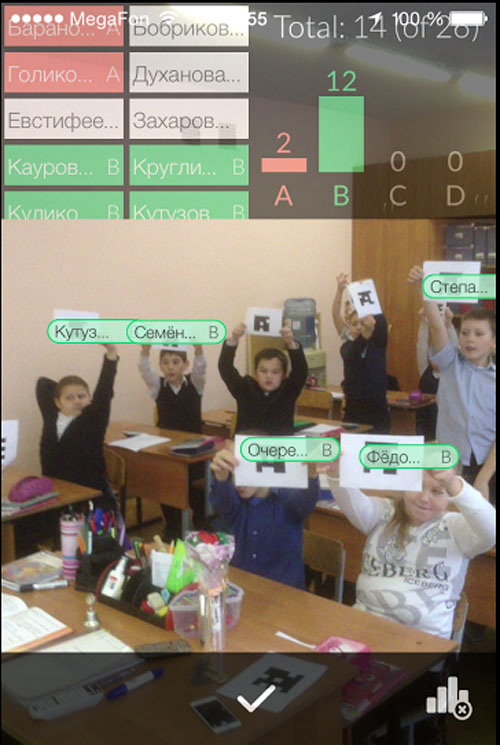 MegaFon 55 100 %
Total: 14 (of 28)
Барано... A Бобриков...
Голико... A Духанова...
Евстифее... Захаров...
Кауров... B Кругли... B
Кулико... B Кутузов... B
12
2 0 0
A B C D
Степа...
Кутуз... Семён... B
Очере... B Фёдо... B
ICEBERG
ICEBERG